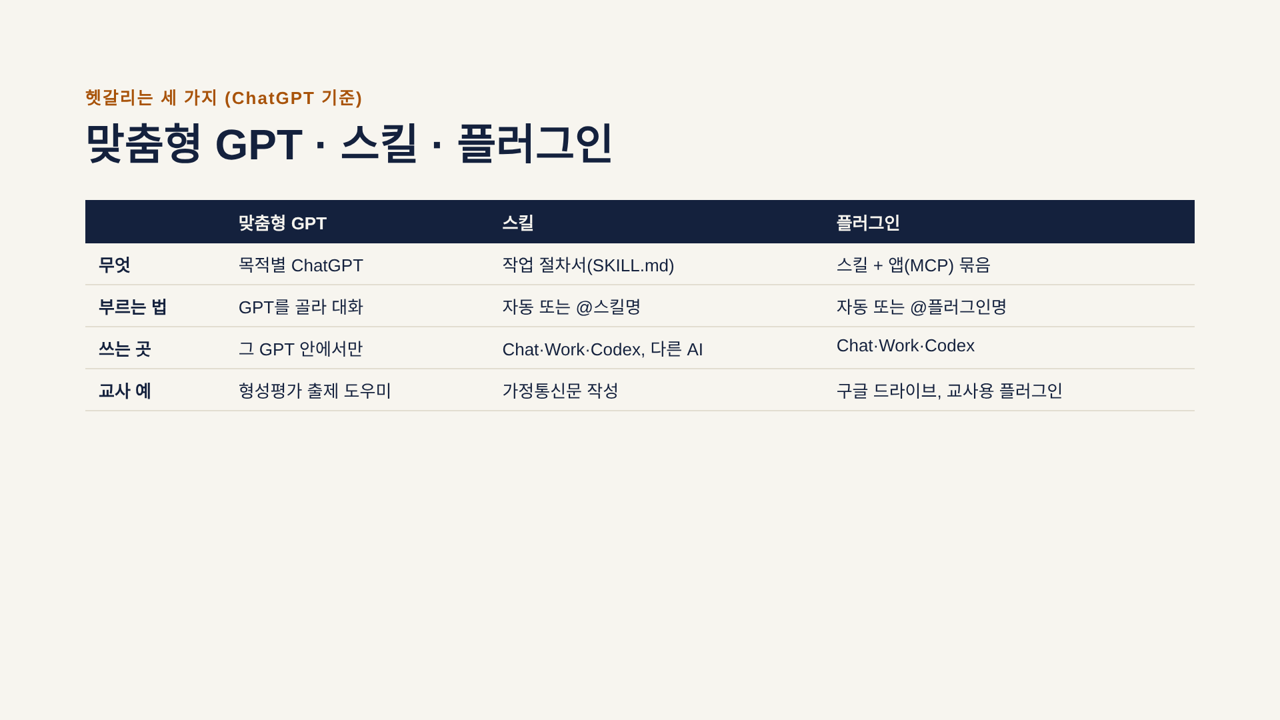 헷갈리는 세 가지 (ChatGPT 기준)
맞춤형 GPT · 스킬 · 플러그인
맞춤형 GPT 스킬 플러그인
무엇 목적별 ChatGPT 작업 절차서(SKILL.md) 스킬 + 앱(MCP) 묶음
부르는 법 GPT를 골라 대화 자동 또는 @스킬명 자동 또는 @플러그인명
쓰는 곳 그 GPT 안에서만 Chat·Work·Codex, 다른 AI Chat·Work·Codex
교사 예 형성평가 출제 도우미 가정통신문 작성 구글 드라이브, 교사용 플러그인